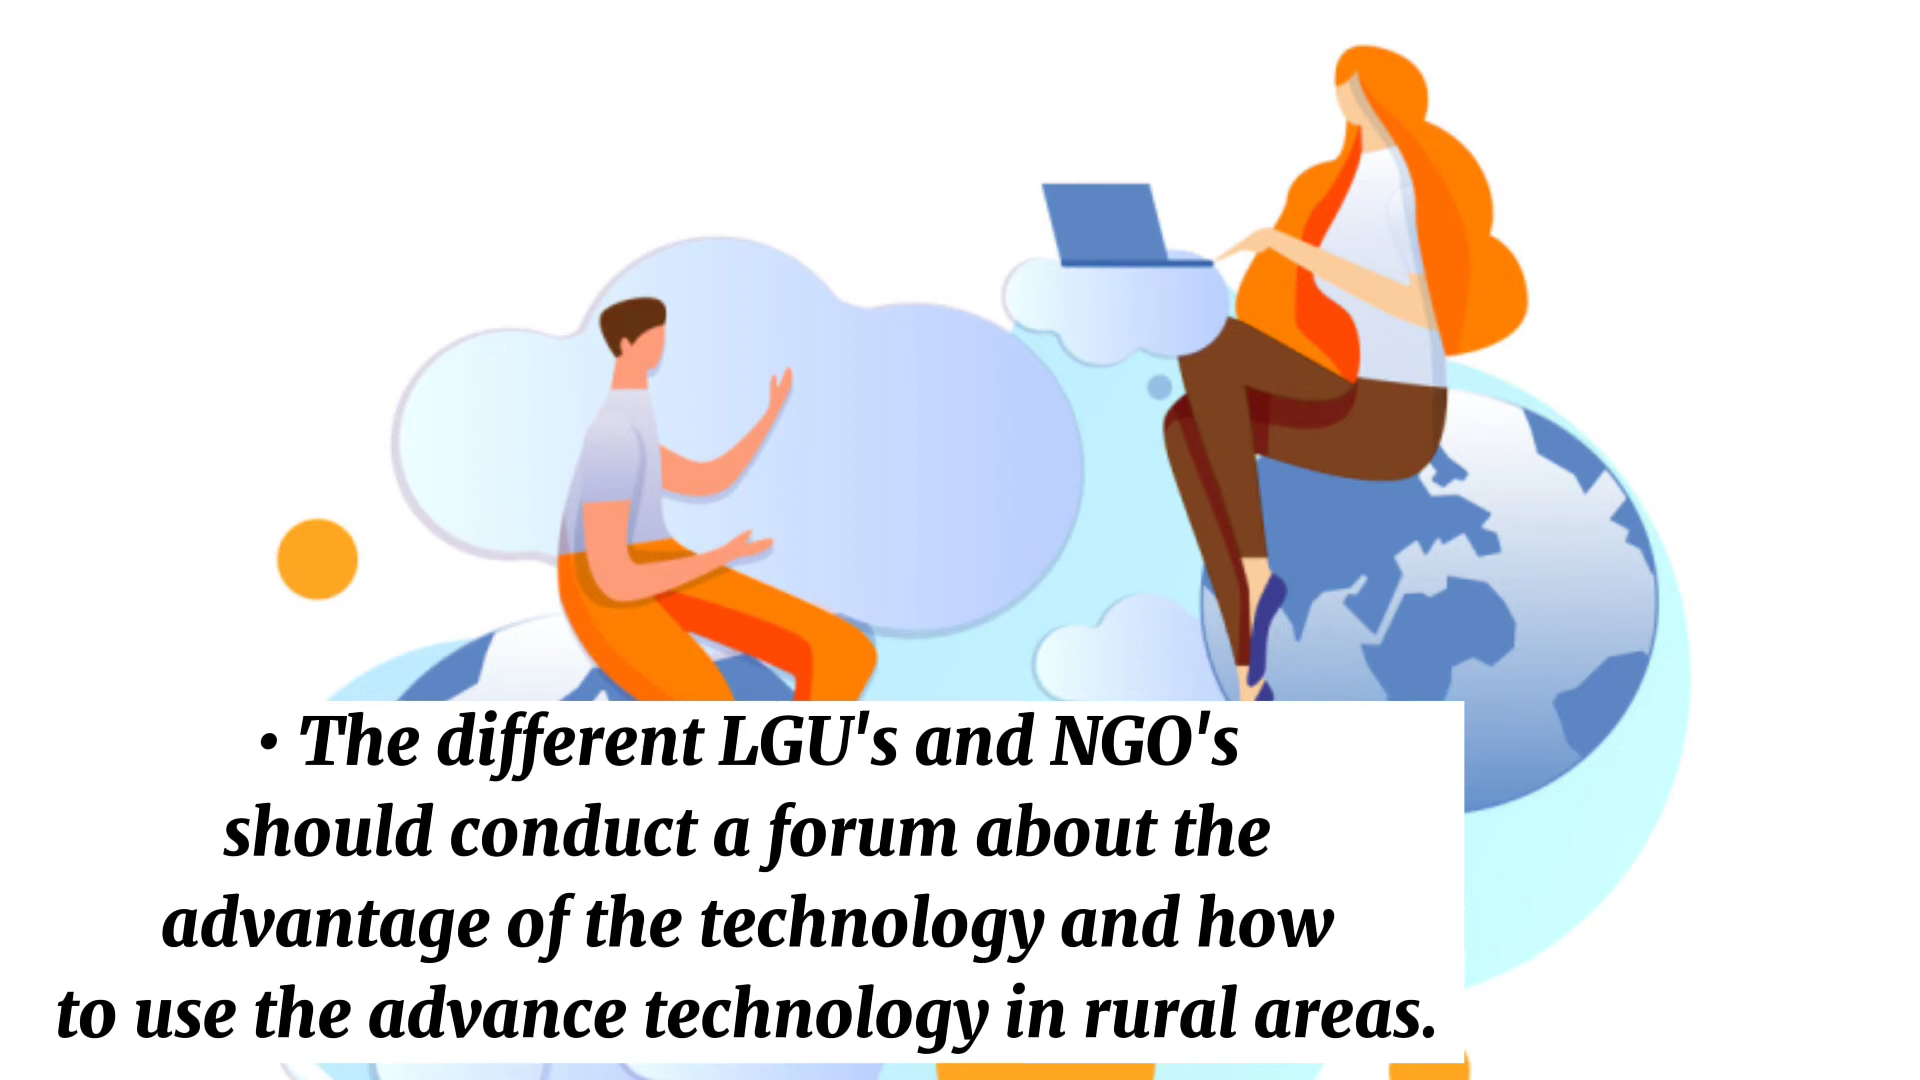 • The different LGU's and NGO's
should conduct a forum about the
advantage of the technology and how
to use the advance technology in rural areas.